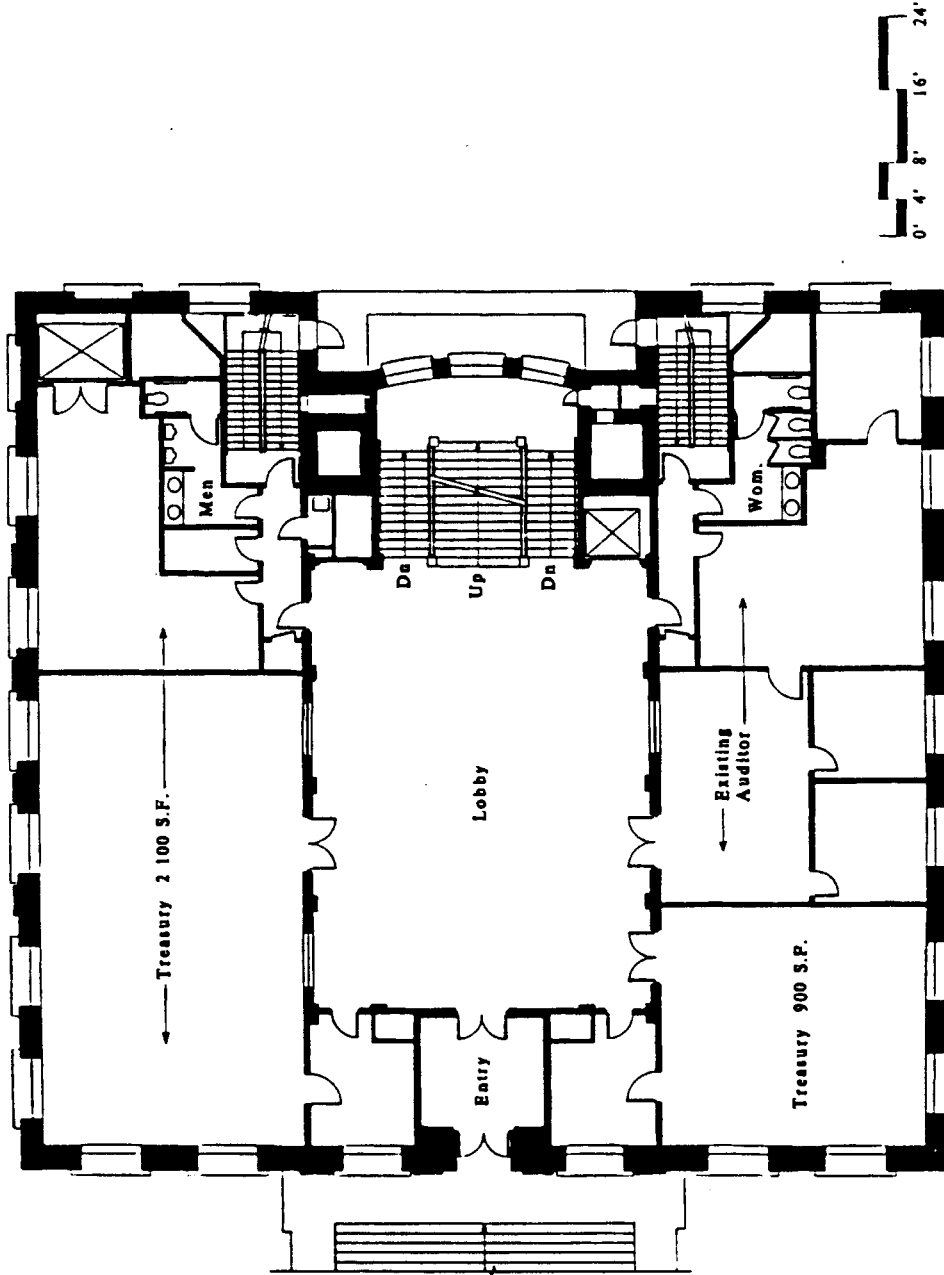 Treasury 2 100 S.F.
Men
Dn
Up
Dn
Lobby
Entry
Wom.
Existing
Auditor
Treasury 900 S.F.
0' 4' 8' 16' 24'